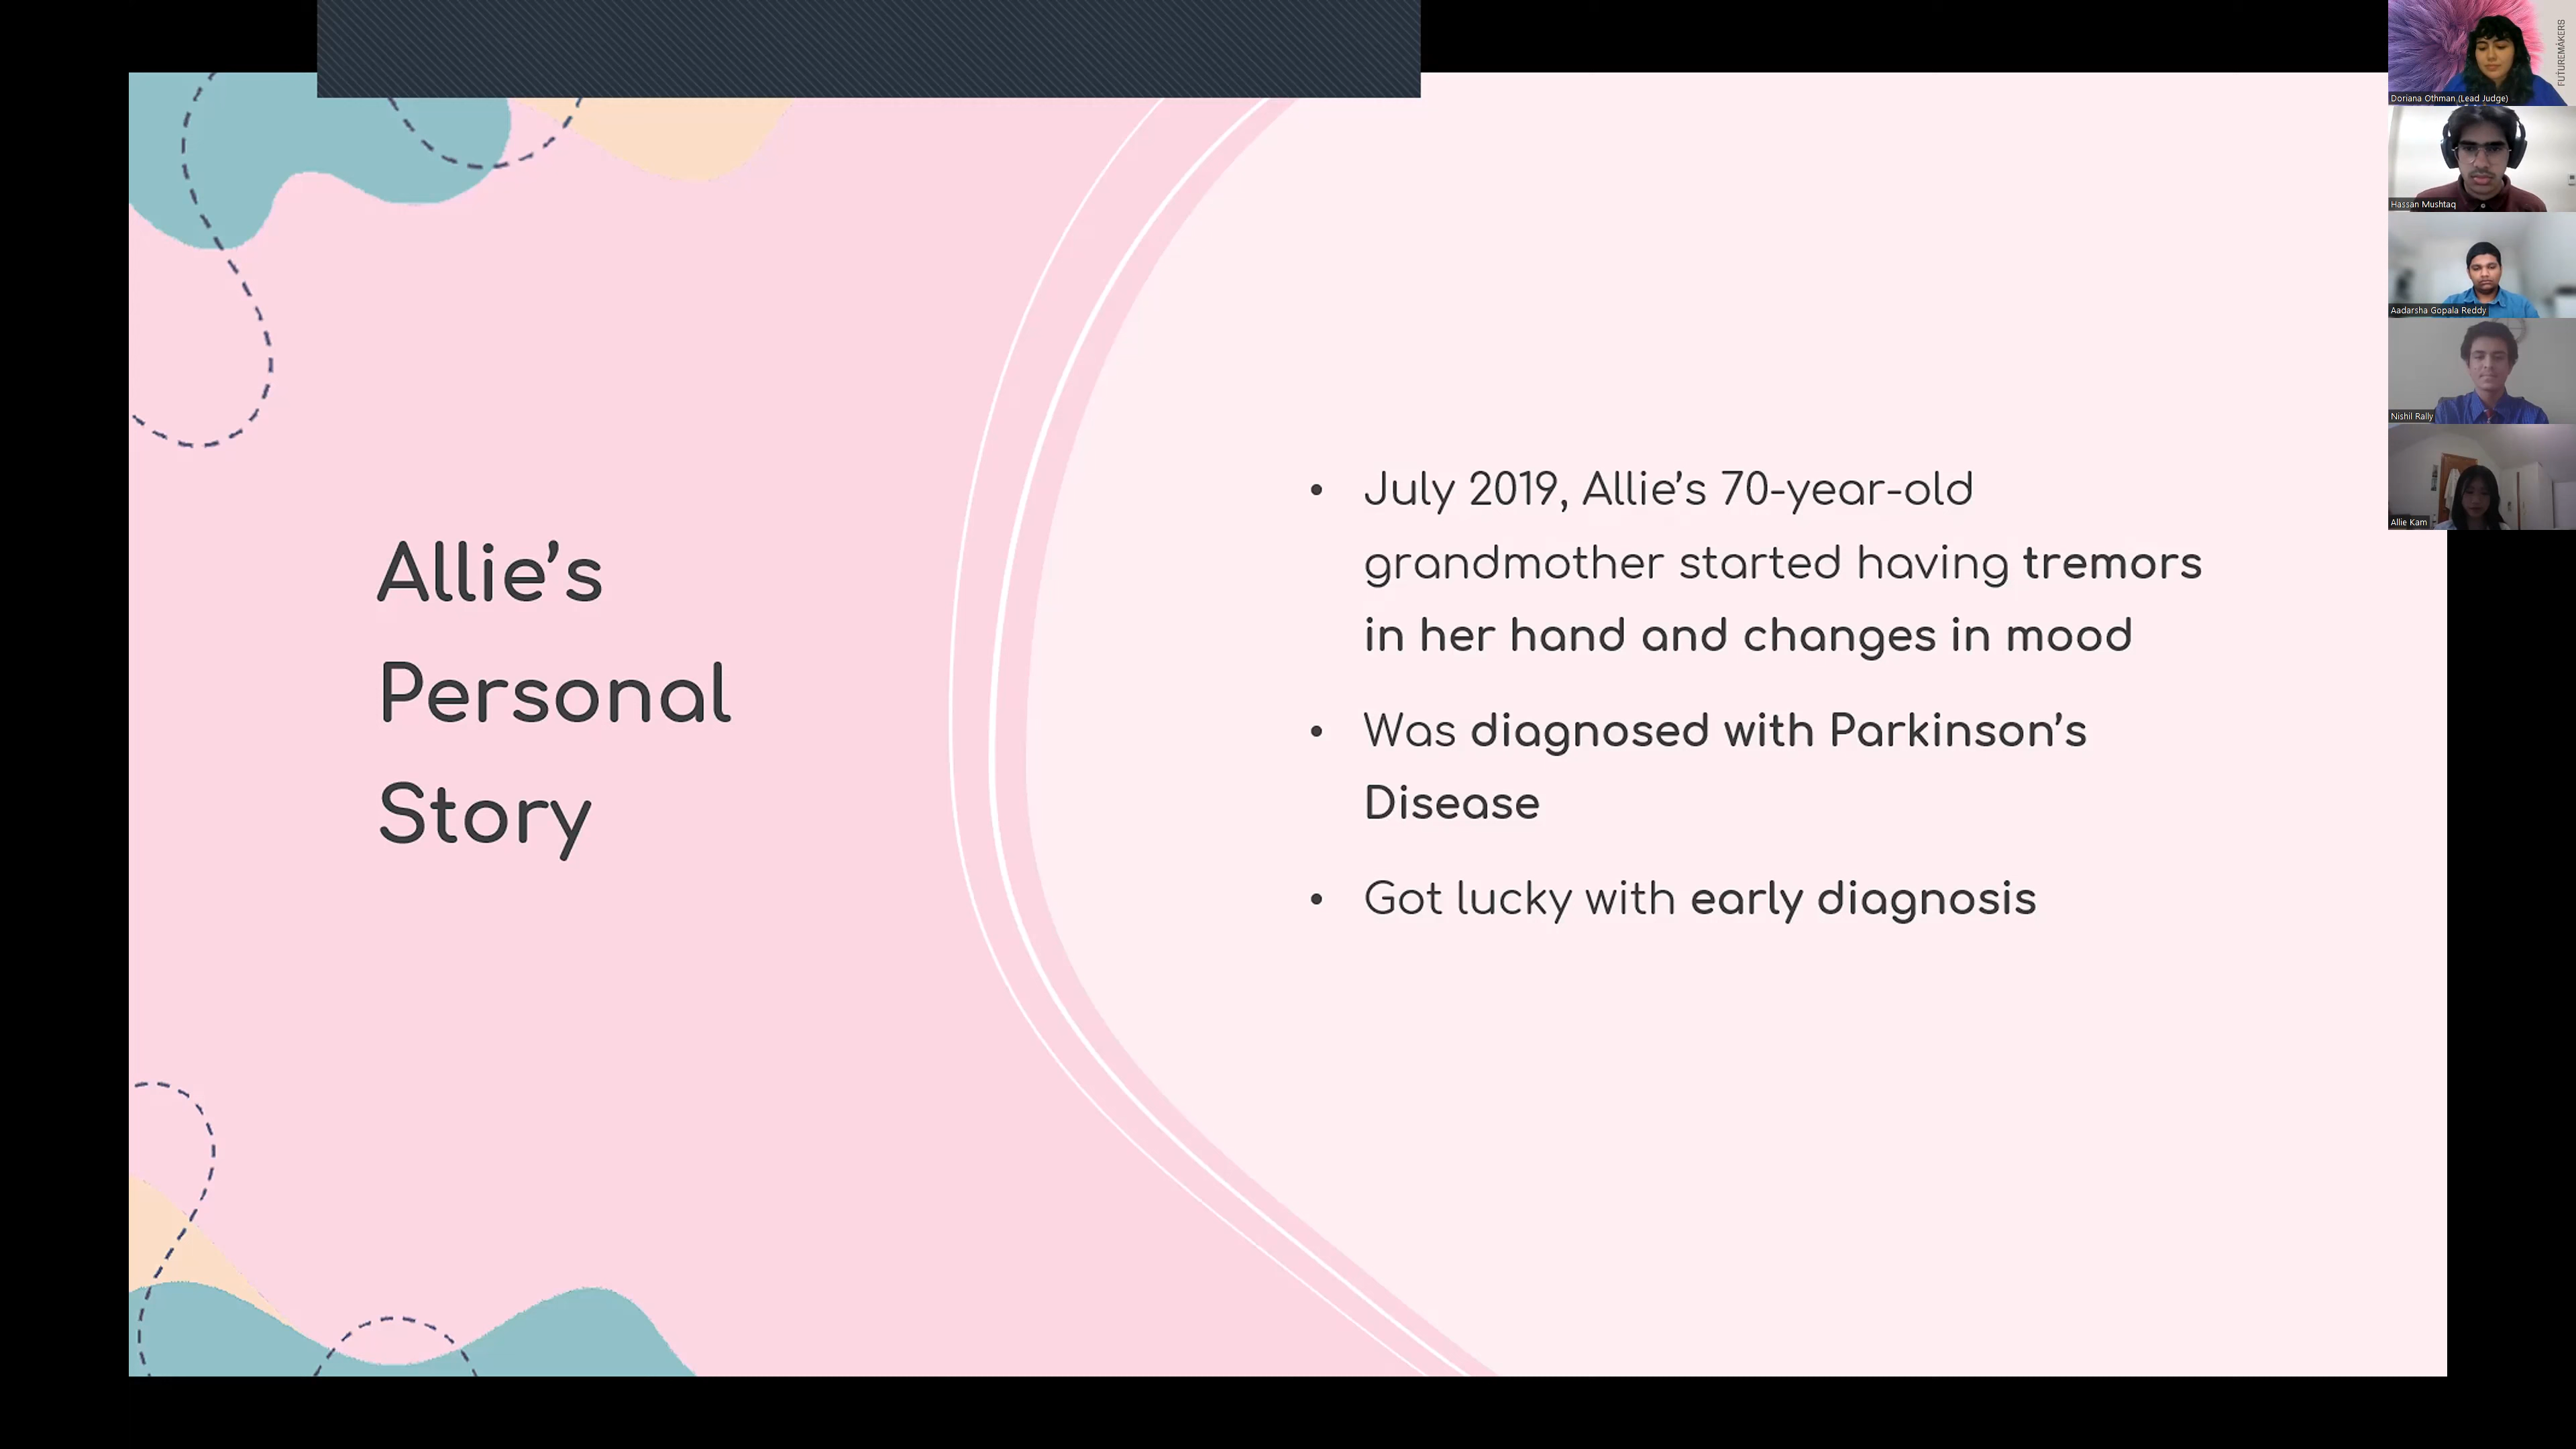 Allie’s
Personal
Story
• July 2019, Allie’s 70-year-old
grandmother started having tremors
in her hand and changes in mood
• Was diagnosed with Parkinson’s
Disease
• Got lucky with early diagnosis
FUTUREMAKERS
Doriana Othman (Lead Judge)
Hassan Mushtaq
Aadarsha Gopala Reddy
Nishil Rally
Allie Kam